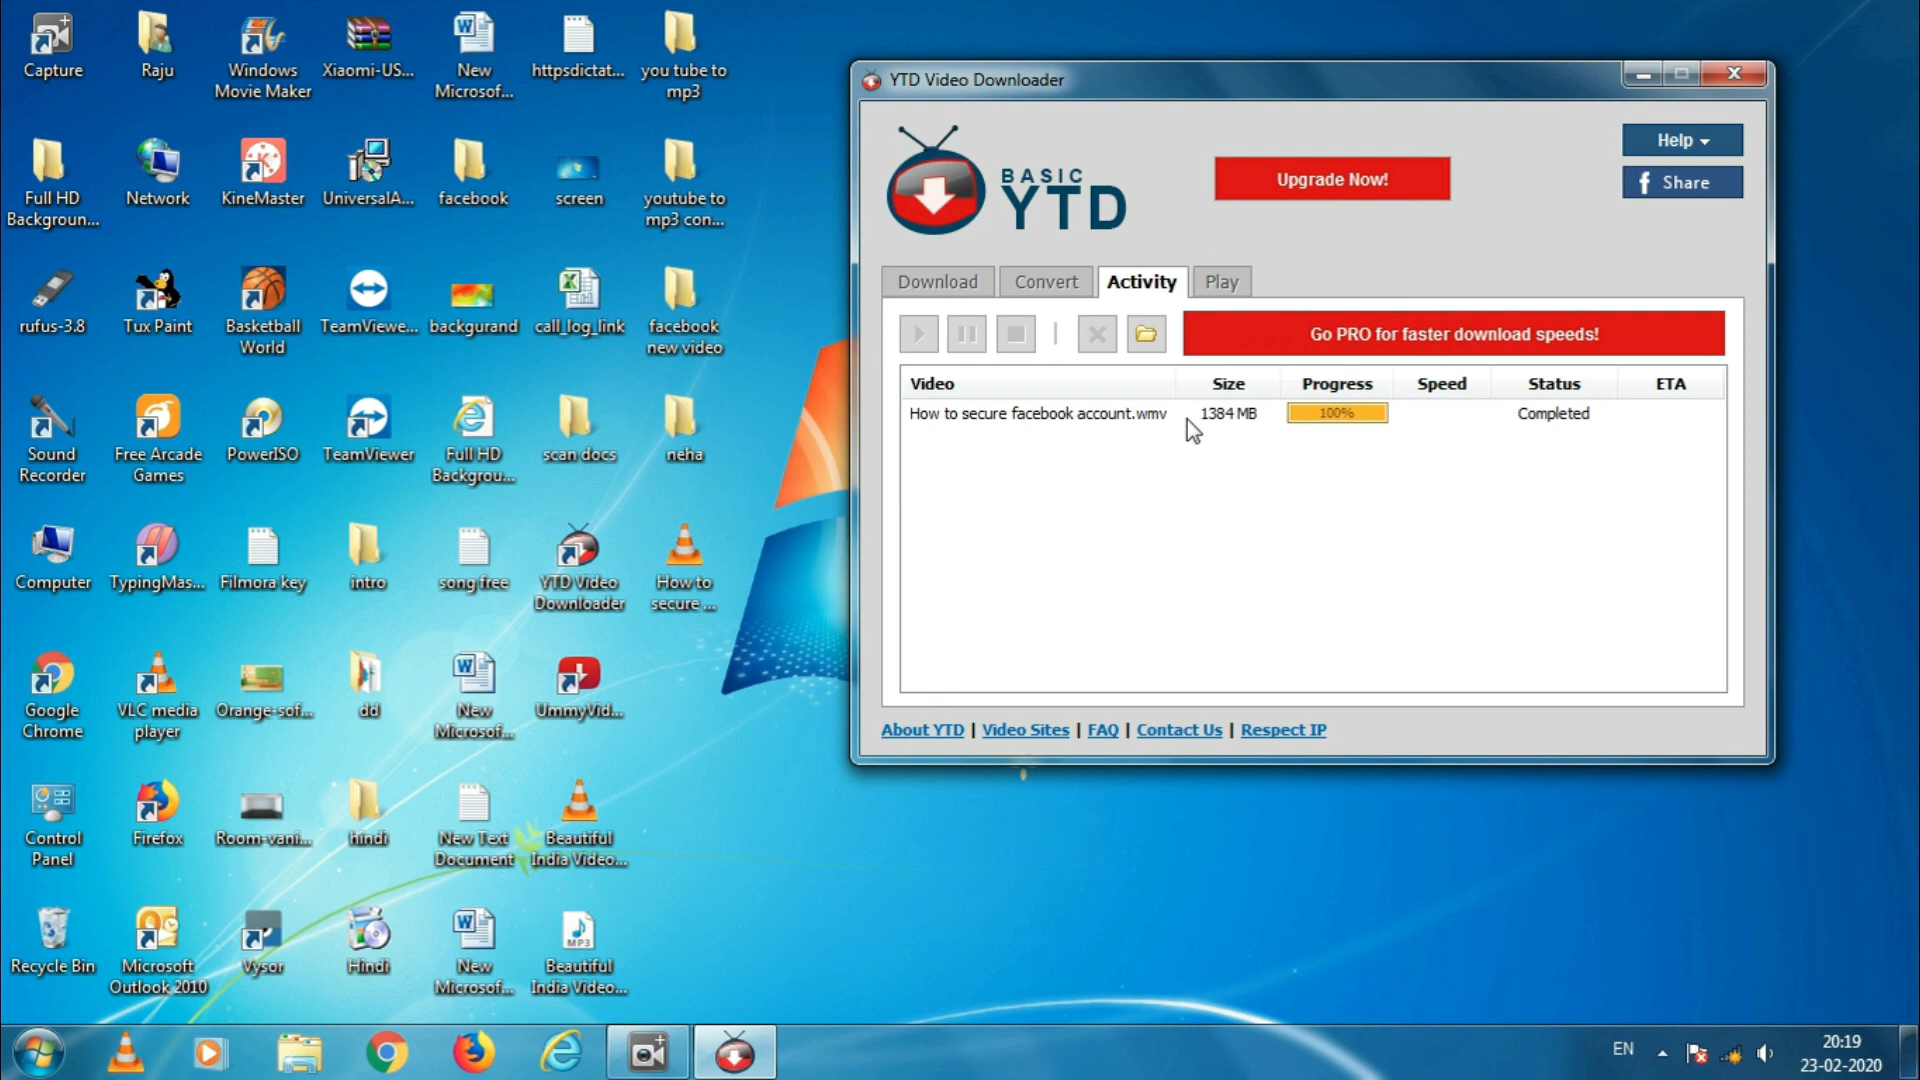 Capture
Raju
Windows
Movie Maker
Xiaomi-US...
New
Microsof...
httpsdictat...
you tube to
mp3
Full HD
Backgroun...
Network
KineMaster
UniversalA...
facebook
screen
youtube to
mp3 con...
rufus-3.8
Tux Paint
Basketball
World
TeamViewe...
backgurand
call_log_link
facebook
new video
Sound
Recorder
Free Arcade
Games
PowerISO
TeamViewer
Full HD
Backgrou...
scan docs
neha
Computer
TypingMas...
Filmora key
intro
song free
YTD Video
Downloader
How to
secure ...
Google
Chrome
VLC media
player
Orange-sof...
dd
New
Microsof...
UmmyVid...
Control
Panel
Firefox
Room-vani...
hindi
New Text
Document
Beautiful
India Video...
Recycle Bin
Microsoft
Outlook 2010
Vysor
Hindi
New
Microsof...
MP3
Beautiful
India Video...
YTD Video Downloader
BASIC
YTD
Upgrade Now!
Help
f Share
Download
Convert
Activity
Play
Go PRO for faster download speeds!
Video Size Progress Speed Status ETA
How to secure facebook account.wmv 1384 MB 100% Completed
About YTD | Video Sites | FAQ | Contact Us | Respect IP
EN
20:19
23-02-2020